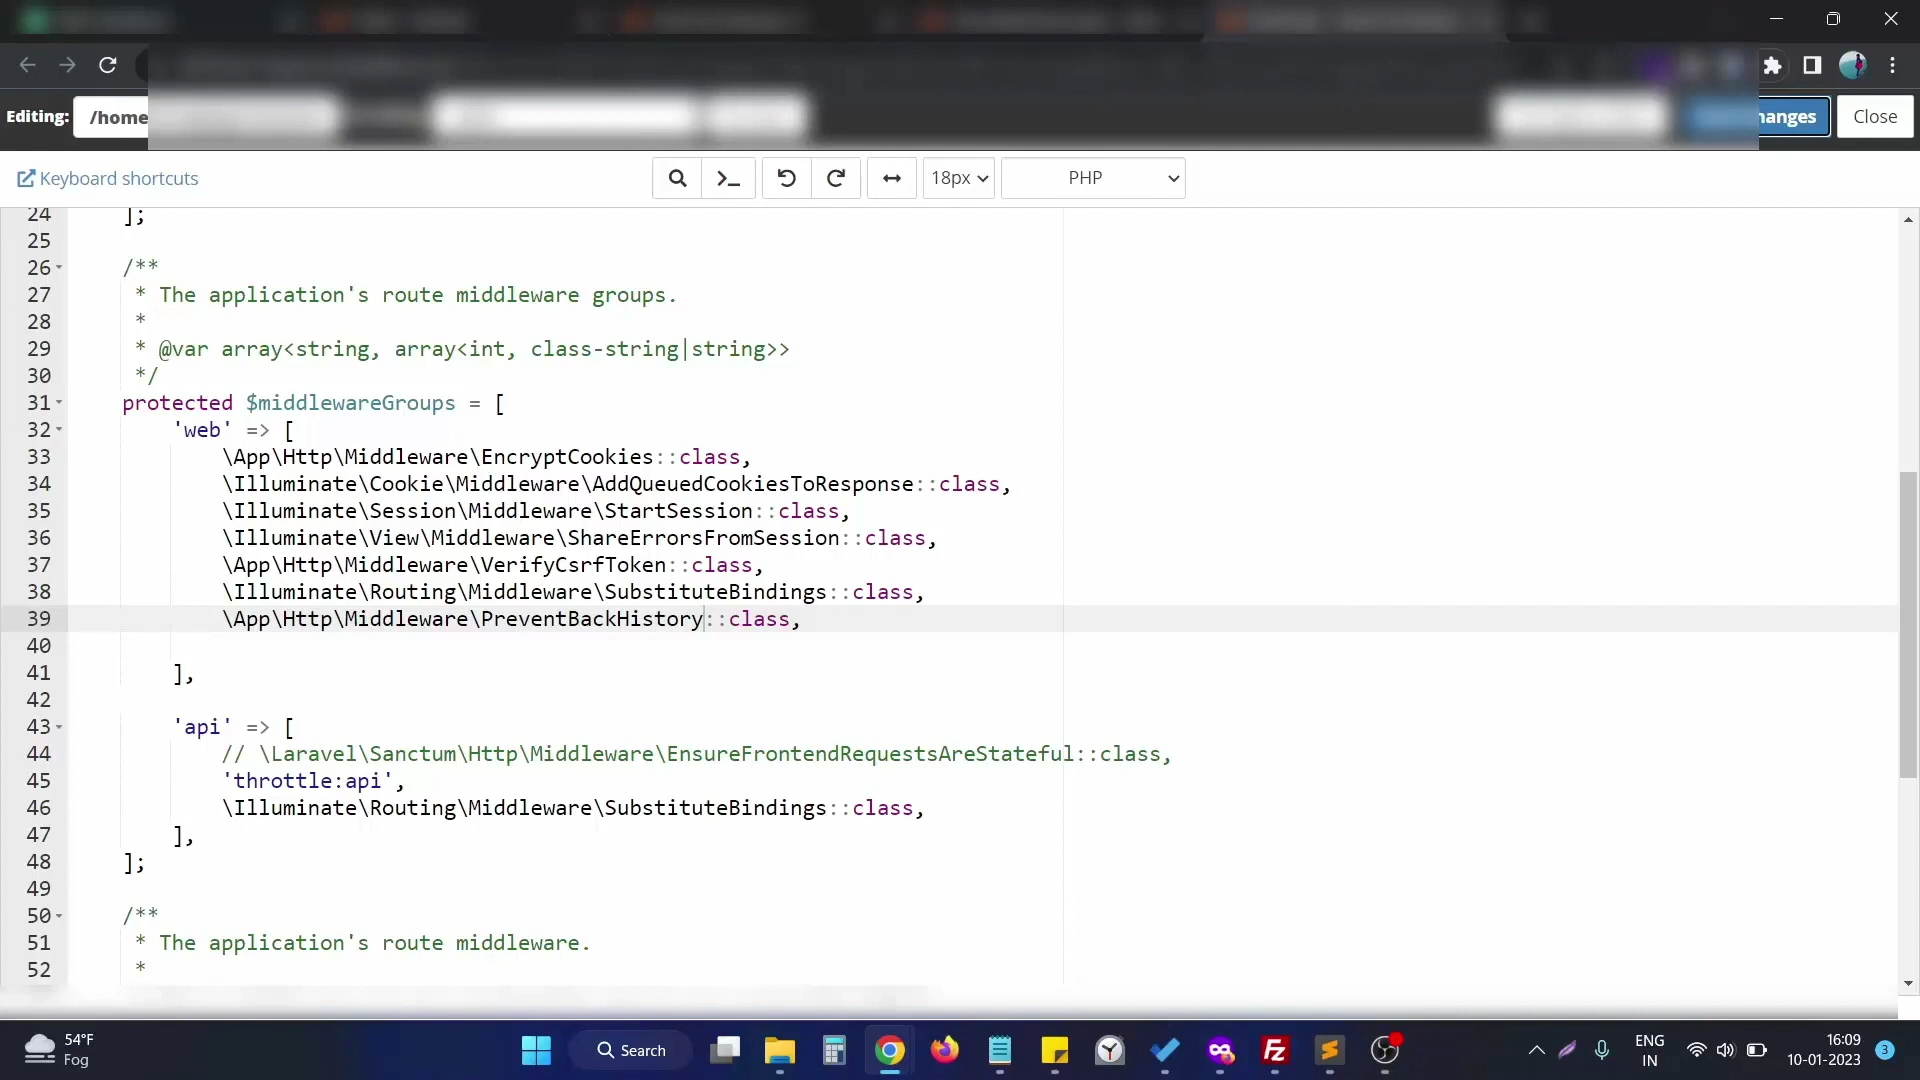 Editing: /home hanges Close
Keyboard shortcuts 18px PHP
24 ];
25
26 /**
27 * The application's route middleware groups.
28 *
29 * @var array<string, array<int, class-string|string>>
30 */
31 protected $middlewareGroups = [
32 'web' => [
33 \App\Http\Middleware\EncryptCookies::class,
34 \Illuminate\Cookie\Middleware\AddQueuedCookiesToResponse::class,
35 \Illuminate\Session\Middleware\StartSession::class,
36 \Illuminate\View\Middleware\ShareErrorsFromSession::class,
37 \App\Http\Middleware\VerifyCsrfToken::class,
38 \Illuminate\Routing\Middleware\SubstituteBindings::class,
39 \App\Http\Middleware\PreventBackHistory::class,
40
41 ],
42
43 'api' => [
44 // \Laravel\Sanctum\Http\Middleware\EnsureFrontendRequestsAreStateful::class,
45 'throttle:api',
46 \Illuminate\Routing\Middleware\SubstituteBindings::class,
47 ],
48 ];
49
50 /**
51 * The application's route middleware.
52 *
54°F
Fog
Search
ENG
IN
16:09
10-01-2023
3